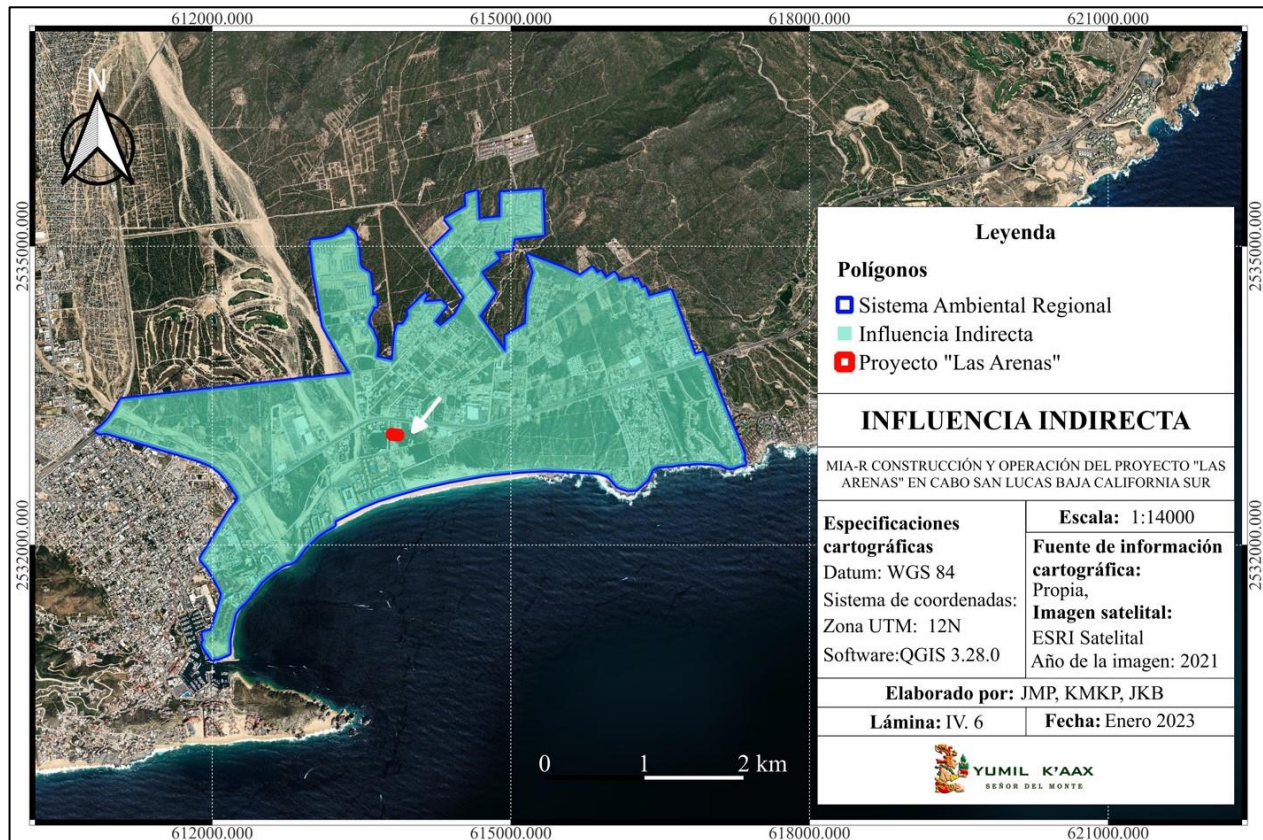 612000.000 615000.000 618000.000 621000.000
N
2535000.000 2535000.000
2532000.000 2532000.000
Leyenda
Polígonos
Sistema Ambiental Regional
Influencia Indirecta
Proyecto "Las Arenas"
INFLUENCIA INDIRECTA
MIA-R CONSTRUCCIÓN Y OPERACIÓN DEL PROYECTO "LAS
ARENAS" EN CABO SAN LUCAS BAJA CALIFORNIA SUR
Especificaciones
cartográficas
Datum: WGS 84
Sistema de coordenadas:
Zona UTM: 12N
Software:QGIS 3.28.0
Escala: 1:14000
Fuente de información
cartográfica:
Propia,
Imagen satelital:
ESRI Satelital
Año de la imagen: 2021
Elaborado por: JMP, KMKP, JKB
Lámina: IV. 6
Fecha: Enero 2023
YUMIL K'AAX
SEÑOR DEL MONTE
0 1 2 km
612000.000 615000.000 618000.000 621000.000